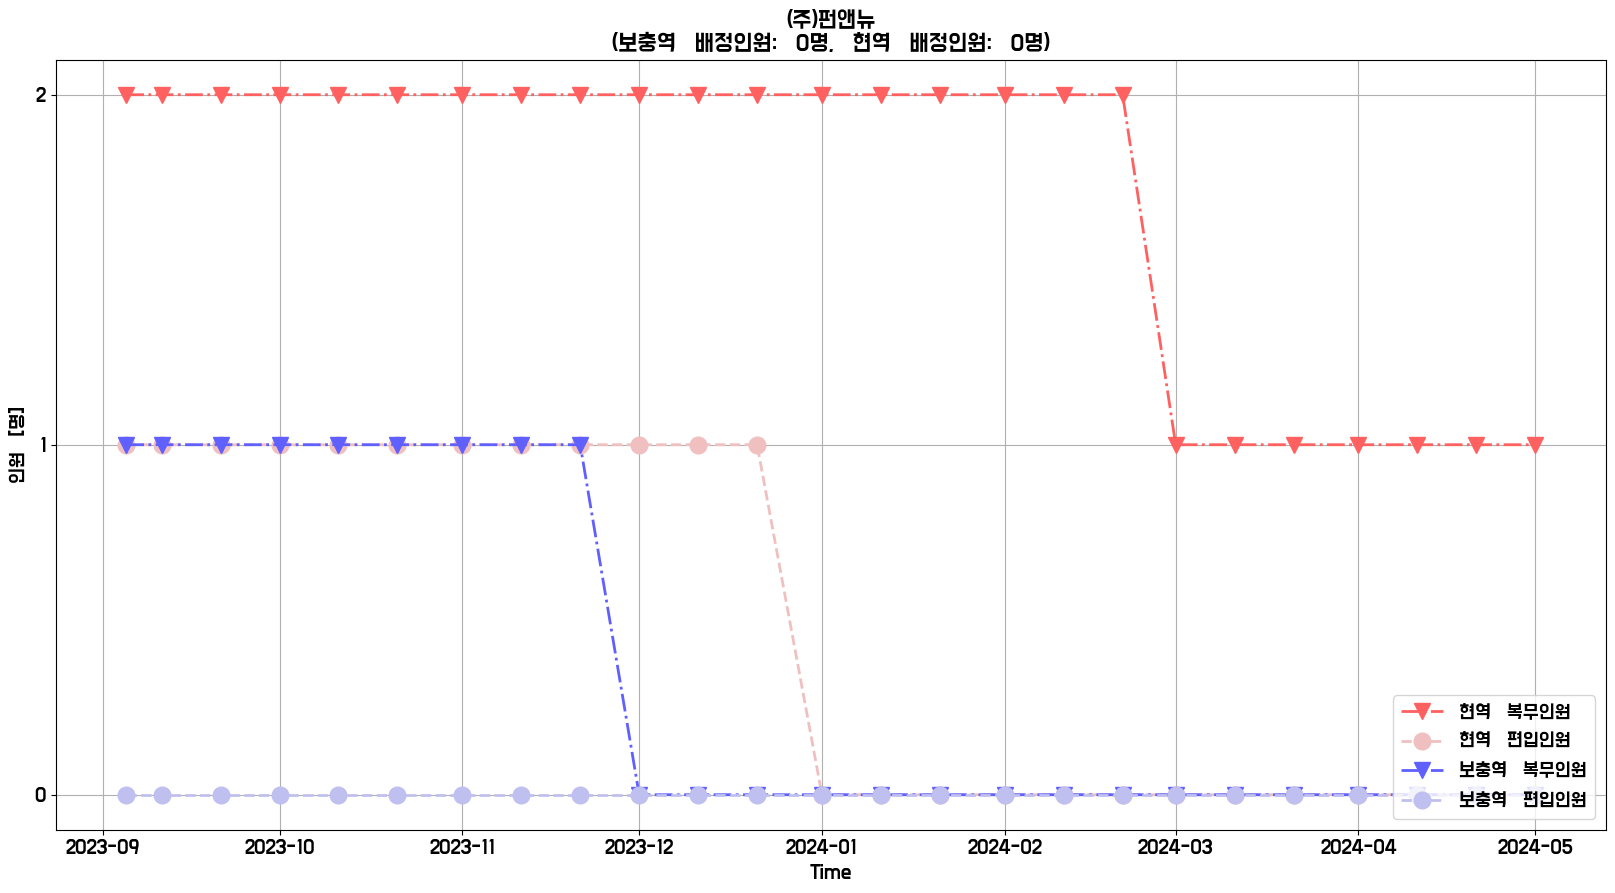 (주)펀앤뉴
(보충역 배정인원: 0명, 현역 배정인원: 0명)
인원 [명]
2
1
0
현역 복무인원
현역 편입인원
보충역 복무인원
보충역 편입인원
2023-09 2023-10 2023-11 2023-12 2024-01 2024-02 2024-03 2024-04 2024-05
Time